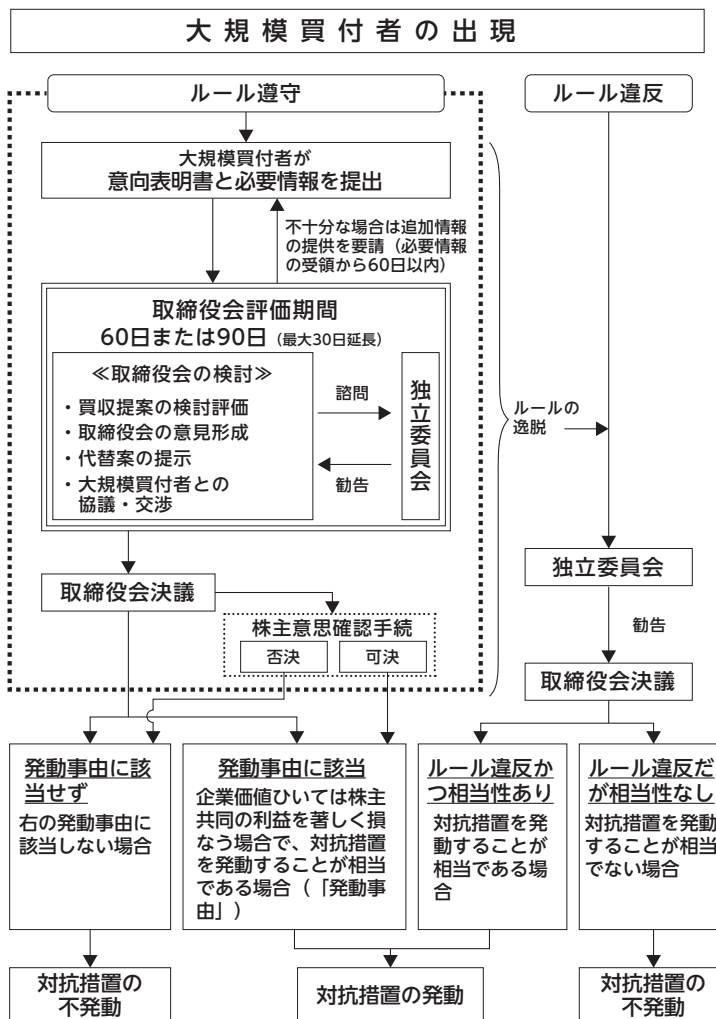 大規模買付者の出現
ルール遵守
ルール違反
大規模買付者が
意向表明書と必要情報を提出
不十分な場合は追加情報
の提供を要請（必要情報
の受領から60日以内）
取締役会評価期間
60日または90日（最大30日延長）
≪取締役会の検討≫
・買収提案の検討評価
・取締役会の意見形成
・代替案の提示
・大規模買付者との
協議・交渉
諮問
勧告
独立委員会
ルールの
逸脱
独立委員会
勧告
取締役会決議
取締役会決議
株主意思確認手続
否決
可決
発動事由に該
当せず
右の発動事由に
該当しない場合
発動事由に該当
企業価値ひいては株主
共同の利益を著しく損
なう場合で、対抗措置
を発動することが相当
である場合（「発動事
由」）
ルール違反か
つ相当性あり
対抗措置を発
動することが
相当である場
合
ルール違反だ
が相当性なし
対抗措置を発動
することが相当
でない場合
対抗措置の
不発動
対抗措置の発動
対抗措置の
不発動